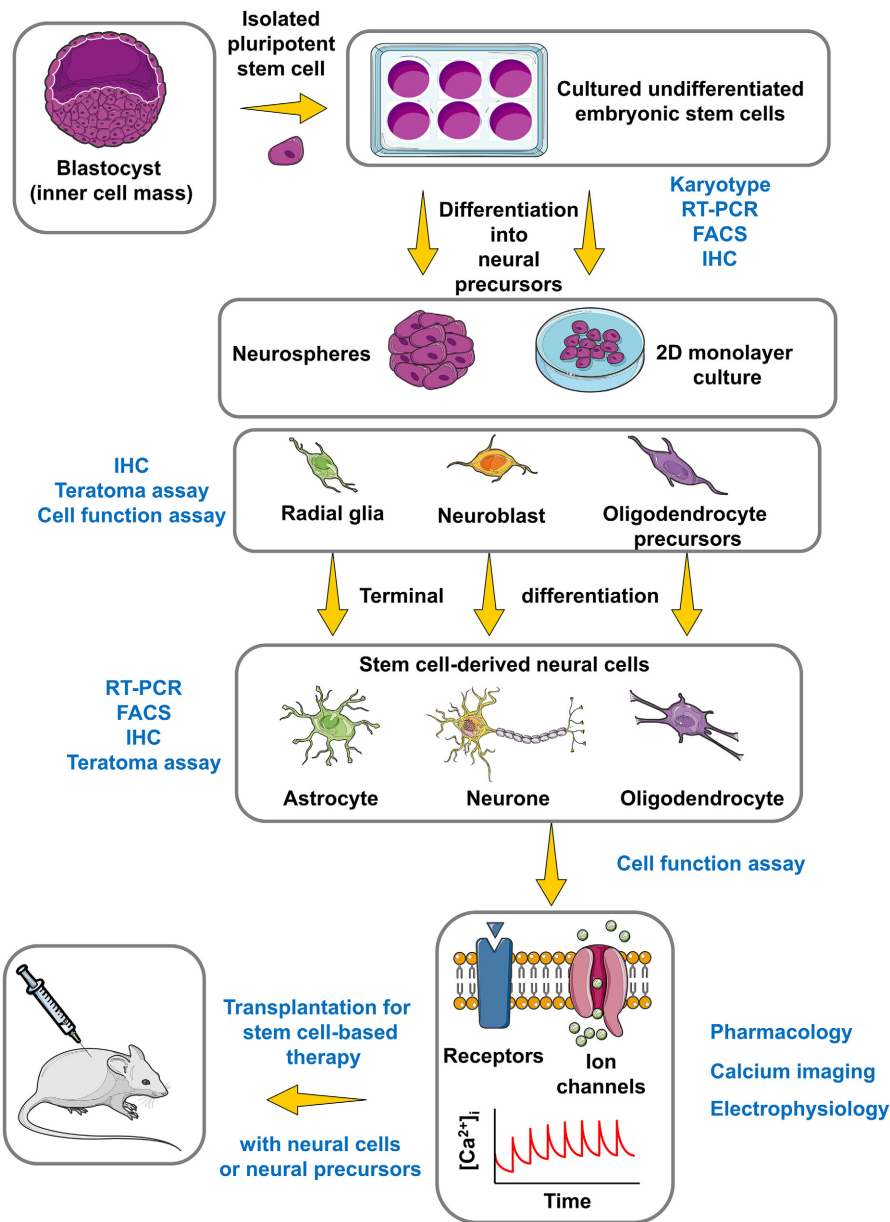 Isolated
pluripotent
stem cell
Blastocyst
(inner cell mass)
Cultured undifferentiated
embryonic stem cells
Karyotype
RT-PCR
FACS
IHC
Differentiation
into
neural
precursors
Neurospheres
2D monolayer
culture
IHC
Teratoma assay
Cell function assay
Radial glia
Neuroblast
Oligodendrocyte
precursors
Terminal differentiation
Stem cell-derived neural cells
RT-PCR
FACS
IHC
Teratoma assay
Astrocyte
Neurone
Oligodendrocyte
Cell function assay
Receptors
Ion
channels
[Ca²⁺]ᵢ
Time
Pharmacology
Calcium imaging
Electrophysiology
Transplantation for
stem cell-based
therapy
with neural cells
or neural precursors